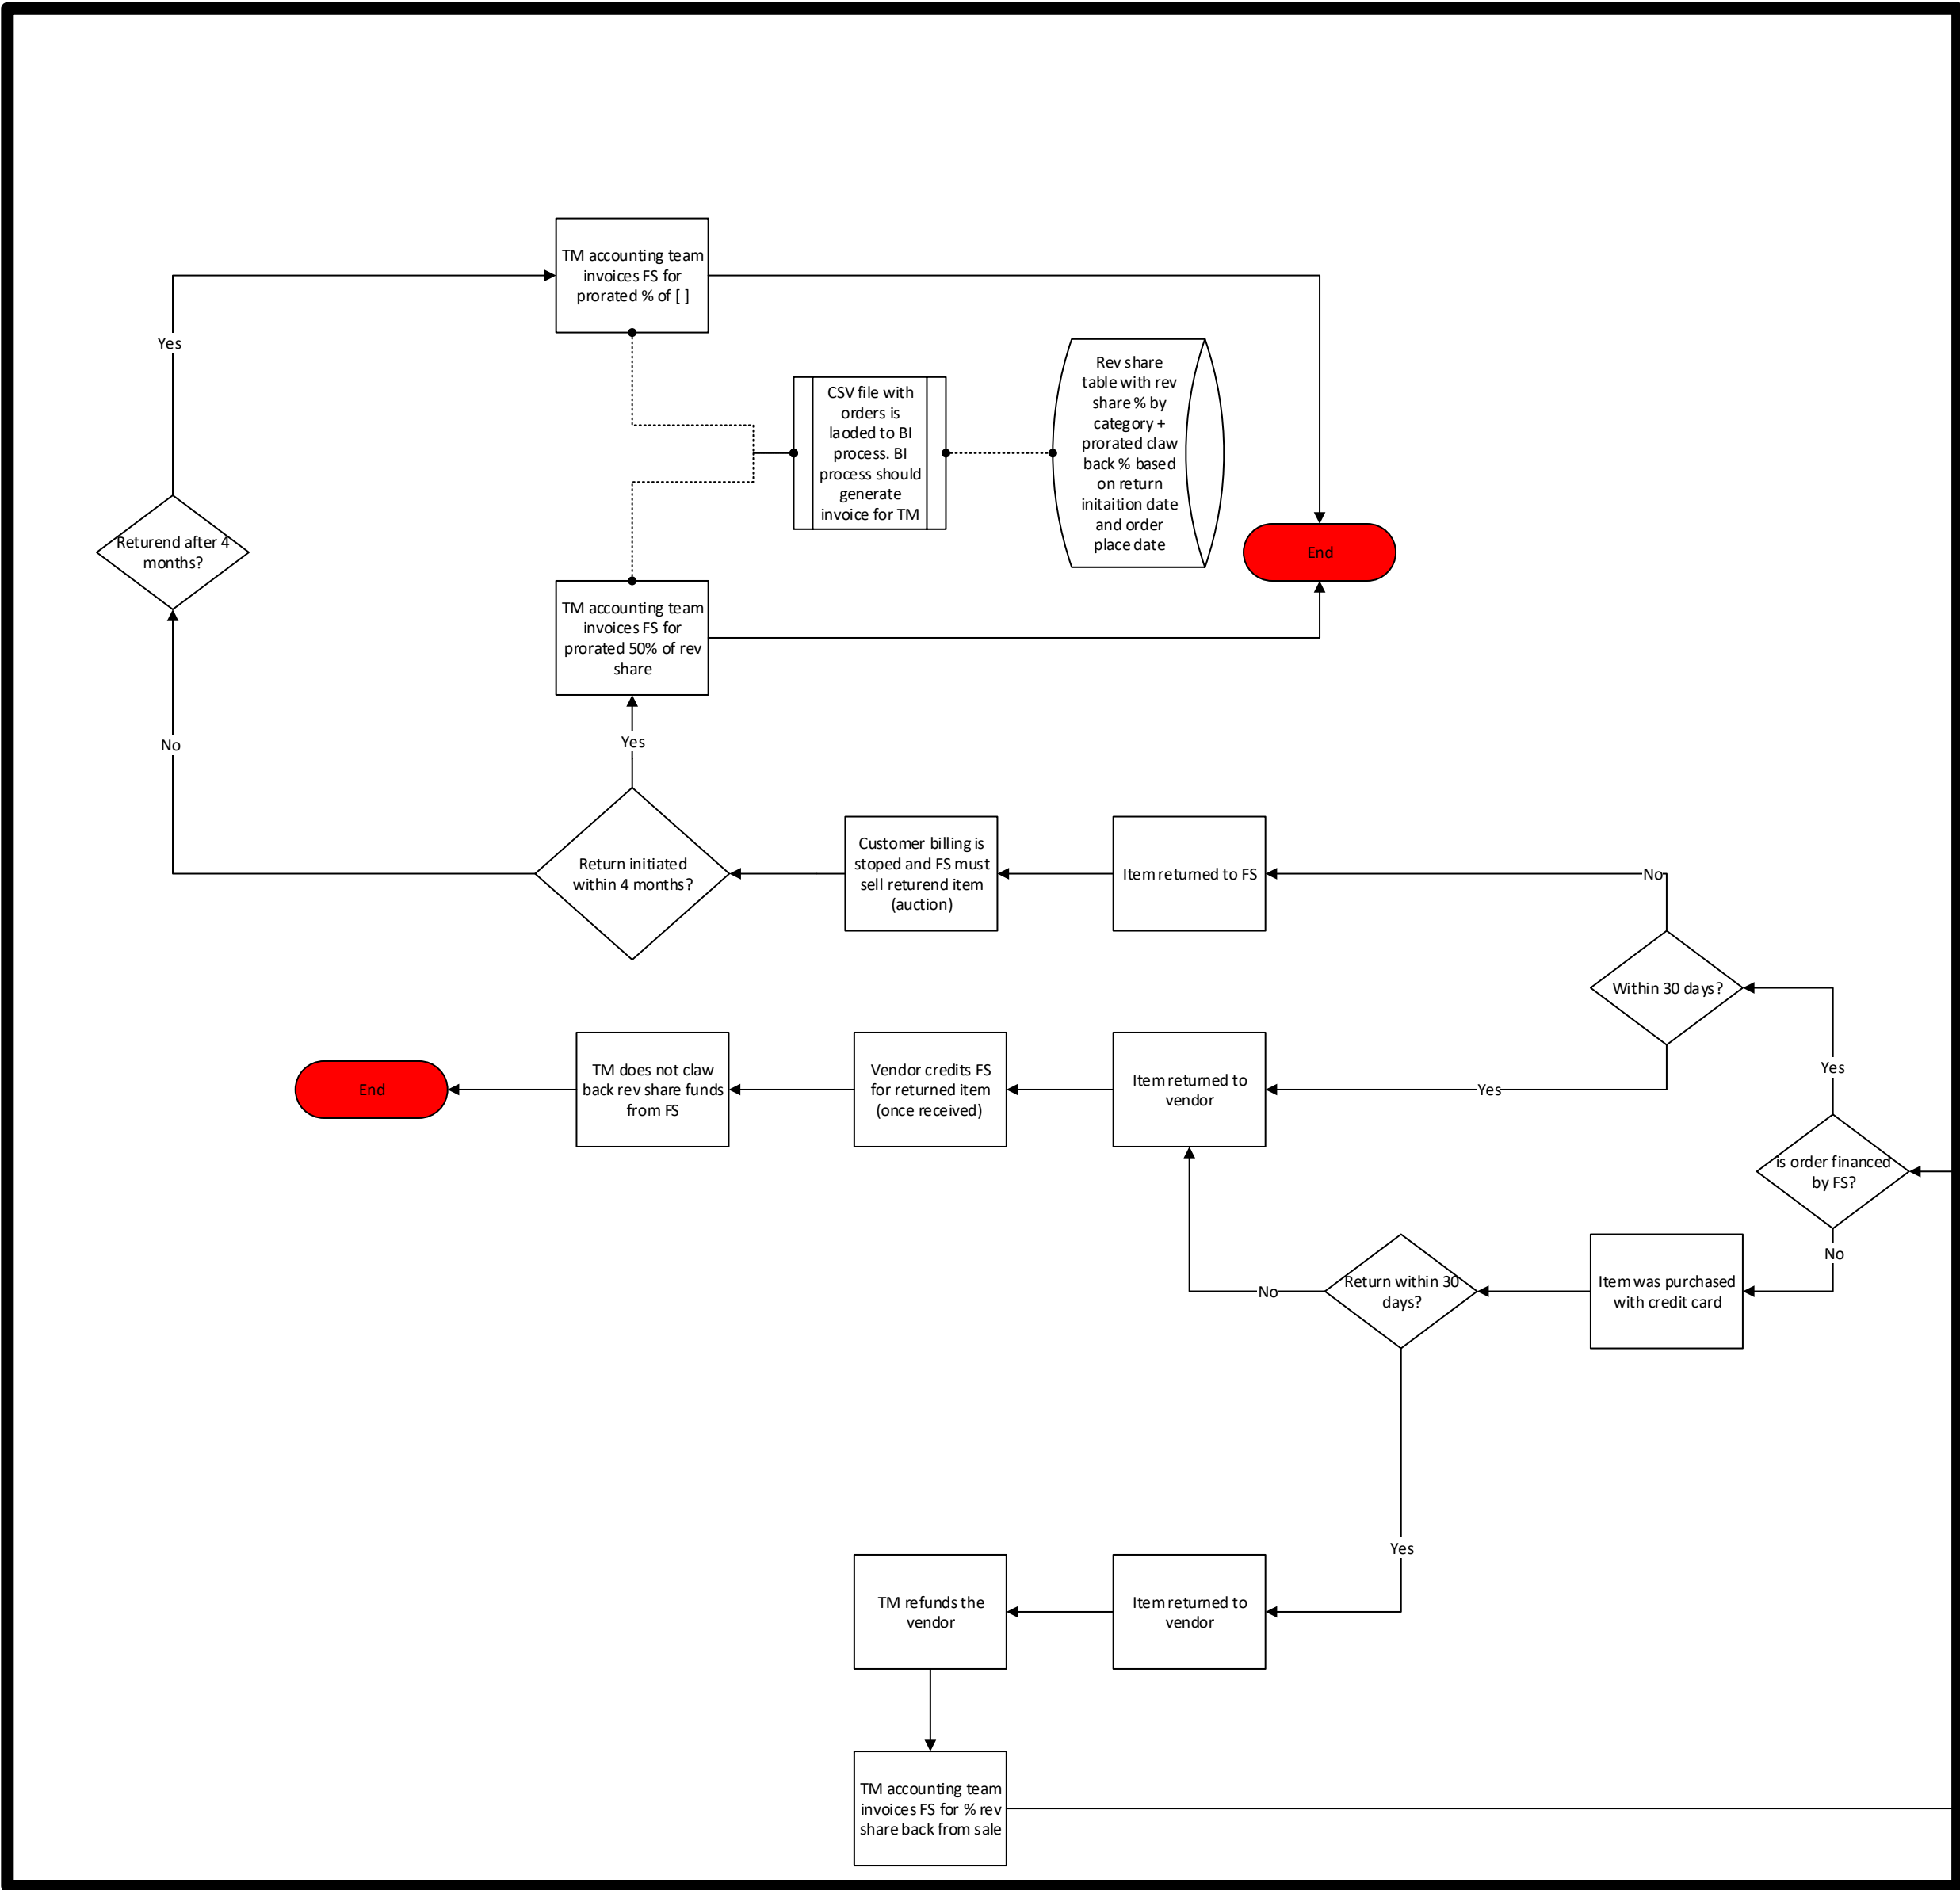 TM accounting team
invoices FS for
prorated % of [ ]
Yes
Rev share
table with rev
share % by
category +
prorated claw
back % based
on return
initaition date
and order
place date
CSV file with
orders is
laoded to BI
process. BI
process should
generate
invoice for TM
Returend after 4
months?
End
TM accounting team
invoices FS for
prorated 50% of rev
share
No
Yes
Return initiated
within 4 months?
Customer billing is
stoped and FS must
sell returend item
(auction)
Item returned to FS
No
Within 30 days?
End
TM does not claw
back rev share funds
from FS
Vendor credits FS
for returned item
(once received)
Item returned to
vendor
Yes
Yes
is order financed
by FS?
No
Return within 30
days?
No
Item was purchased
with credit card
Yes
TM refunds the
vendor
Item returned to
vendor
TM accounting team
invoices FS for % rev
share back from sale